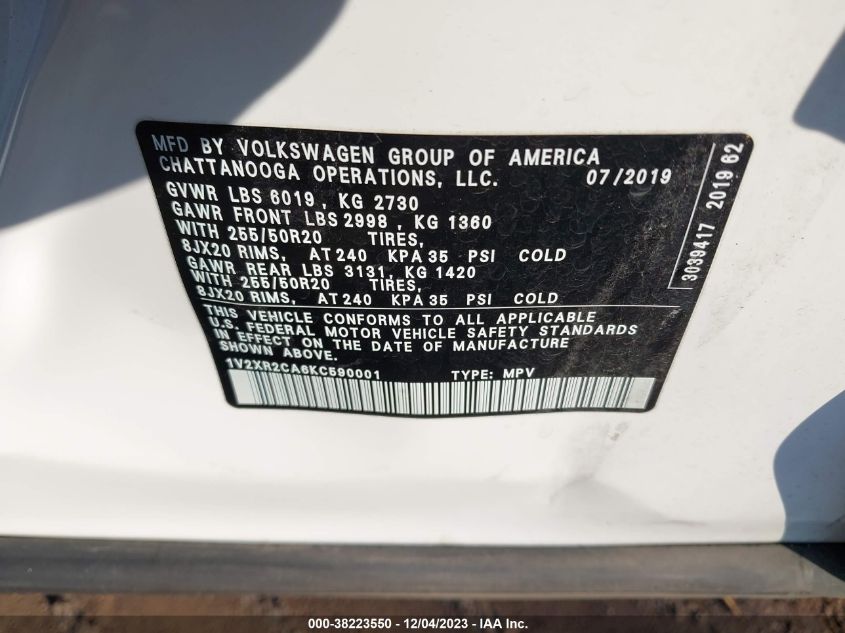 MFD BY VOLKSWAGEN GROUP OF AMERICA
CHATTANOOGA OPERATIONS, LLC. 07/2019
GVWR LBS 6019 , KG 2730
GAWR FRONT LBS 2998 , KG 1360
WITH 255/50R20 TIRES,
8JX20 RIMS, AT 240 KPA 35 PSI COLD
GAWR REAR LBS 3131, KG 1420
WITH 255/50R20 TIRES,
8JX20 RIMS, AT 240 KPA 35 PSI COLD
THIS VEHICLE CONFORMS TO ALL APPLICABLE
U.S. FEDERAL MOTOR VEHICLE SAFETY STANDARDS
IN EFFECT ON THE DATE OF MANUFACTURE
SHOWN ABOVE.
1V2XR2CA6KC590001 TYPE: MPV
3039417 2019 62
000-38223550 - 12/04/2023 - IAA Inc.